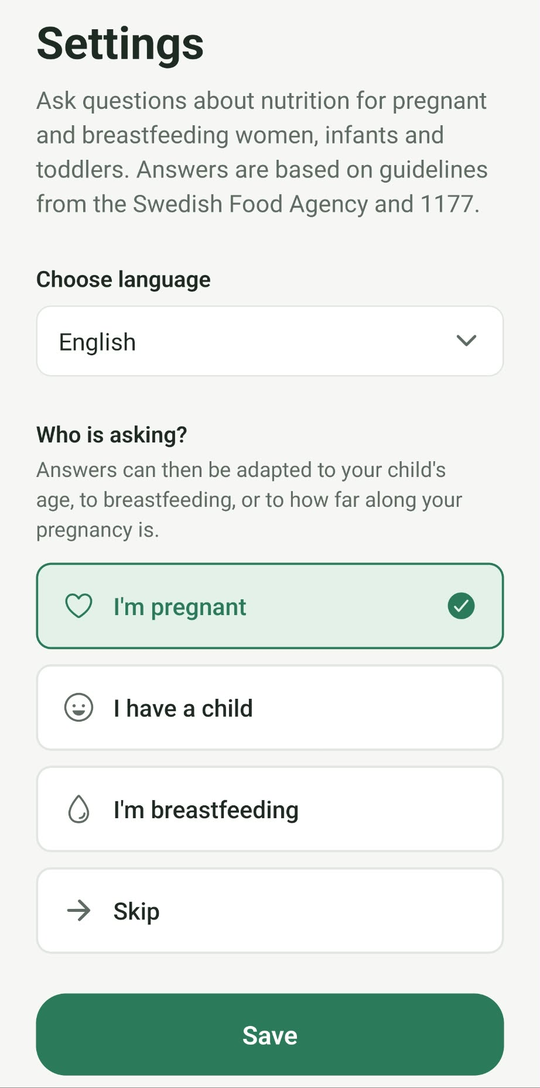 Settings
Ask questions about nutrition for pregnant
and breastfeeding women, infants and
toddlers. Answers are based on guidelines
from the Swedish Food Agency and 1177.
Choose language
English
Who is asking?
Answers can then be adapted to your child's
age, to breastfeeding, or to how far along your
pregnancy is.
I'm pregnant
I have a child
I'm breastfeeding
Skip
Save